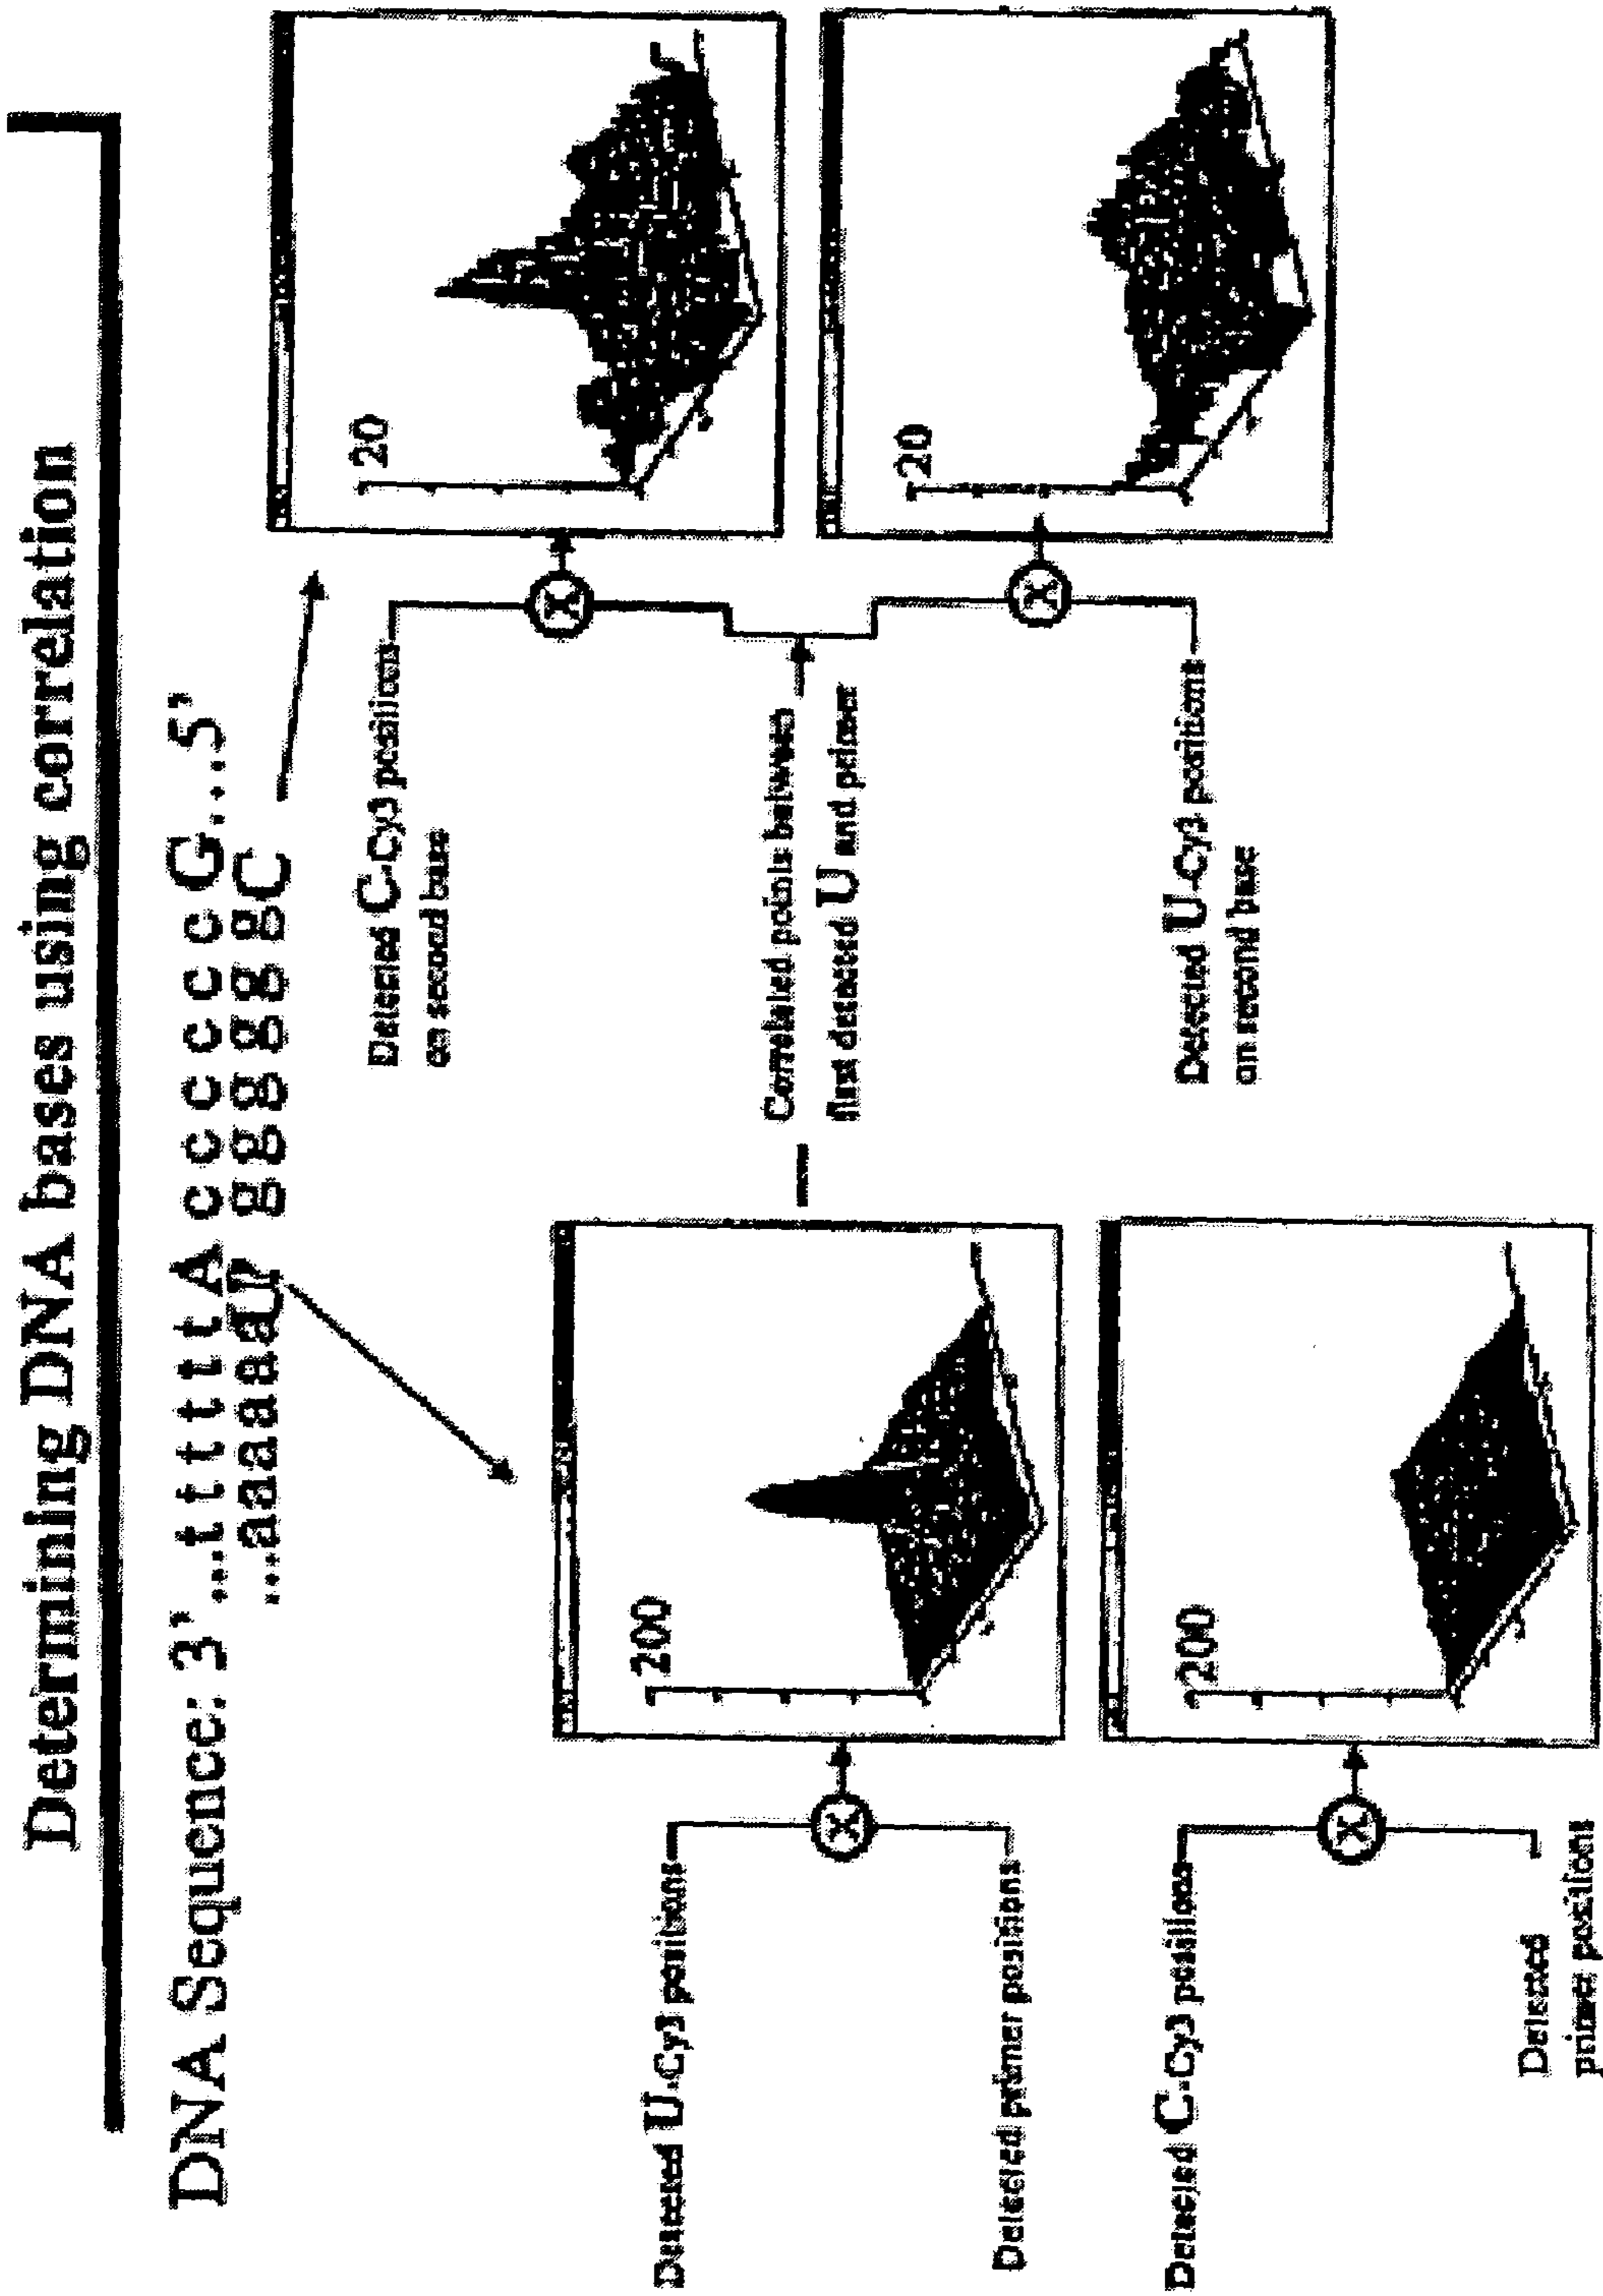 Determining DNA bases using correlation
DNA Sequence: 3'...t t t t t A c c c c c G....5'
...aaaaaU gggggC
Detected U-Cy3 positions
Detected primer positions
200
Detected C-Cy3 positions
Detected
primer positions
200
Detected C-Cy3 positions
on second base
20
Correlated points between
first detected U and primer
Detected U-Cy3 positions
on second base
20
X
X
X
X